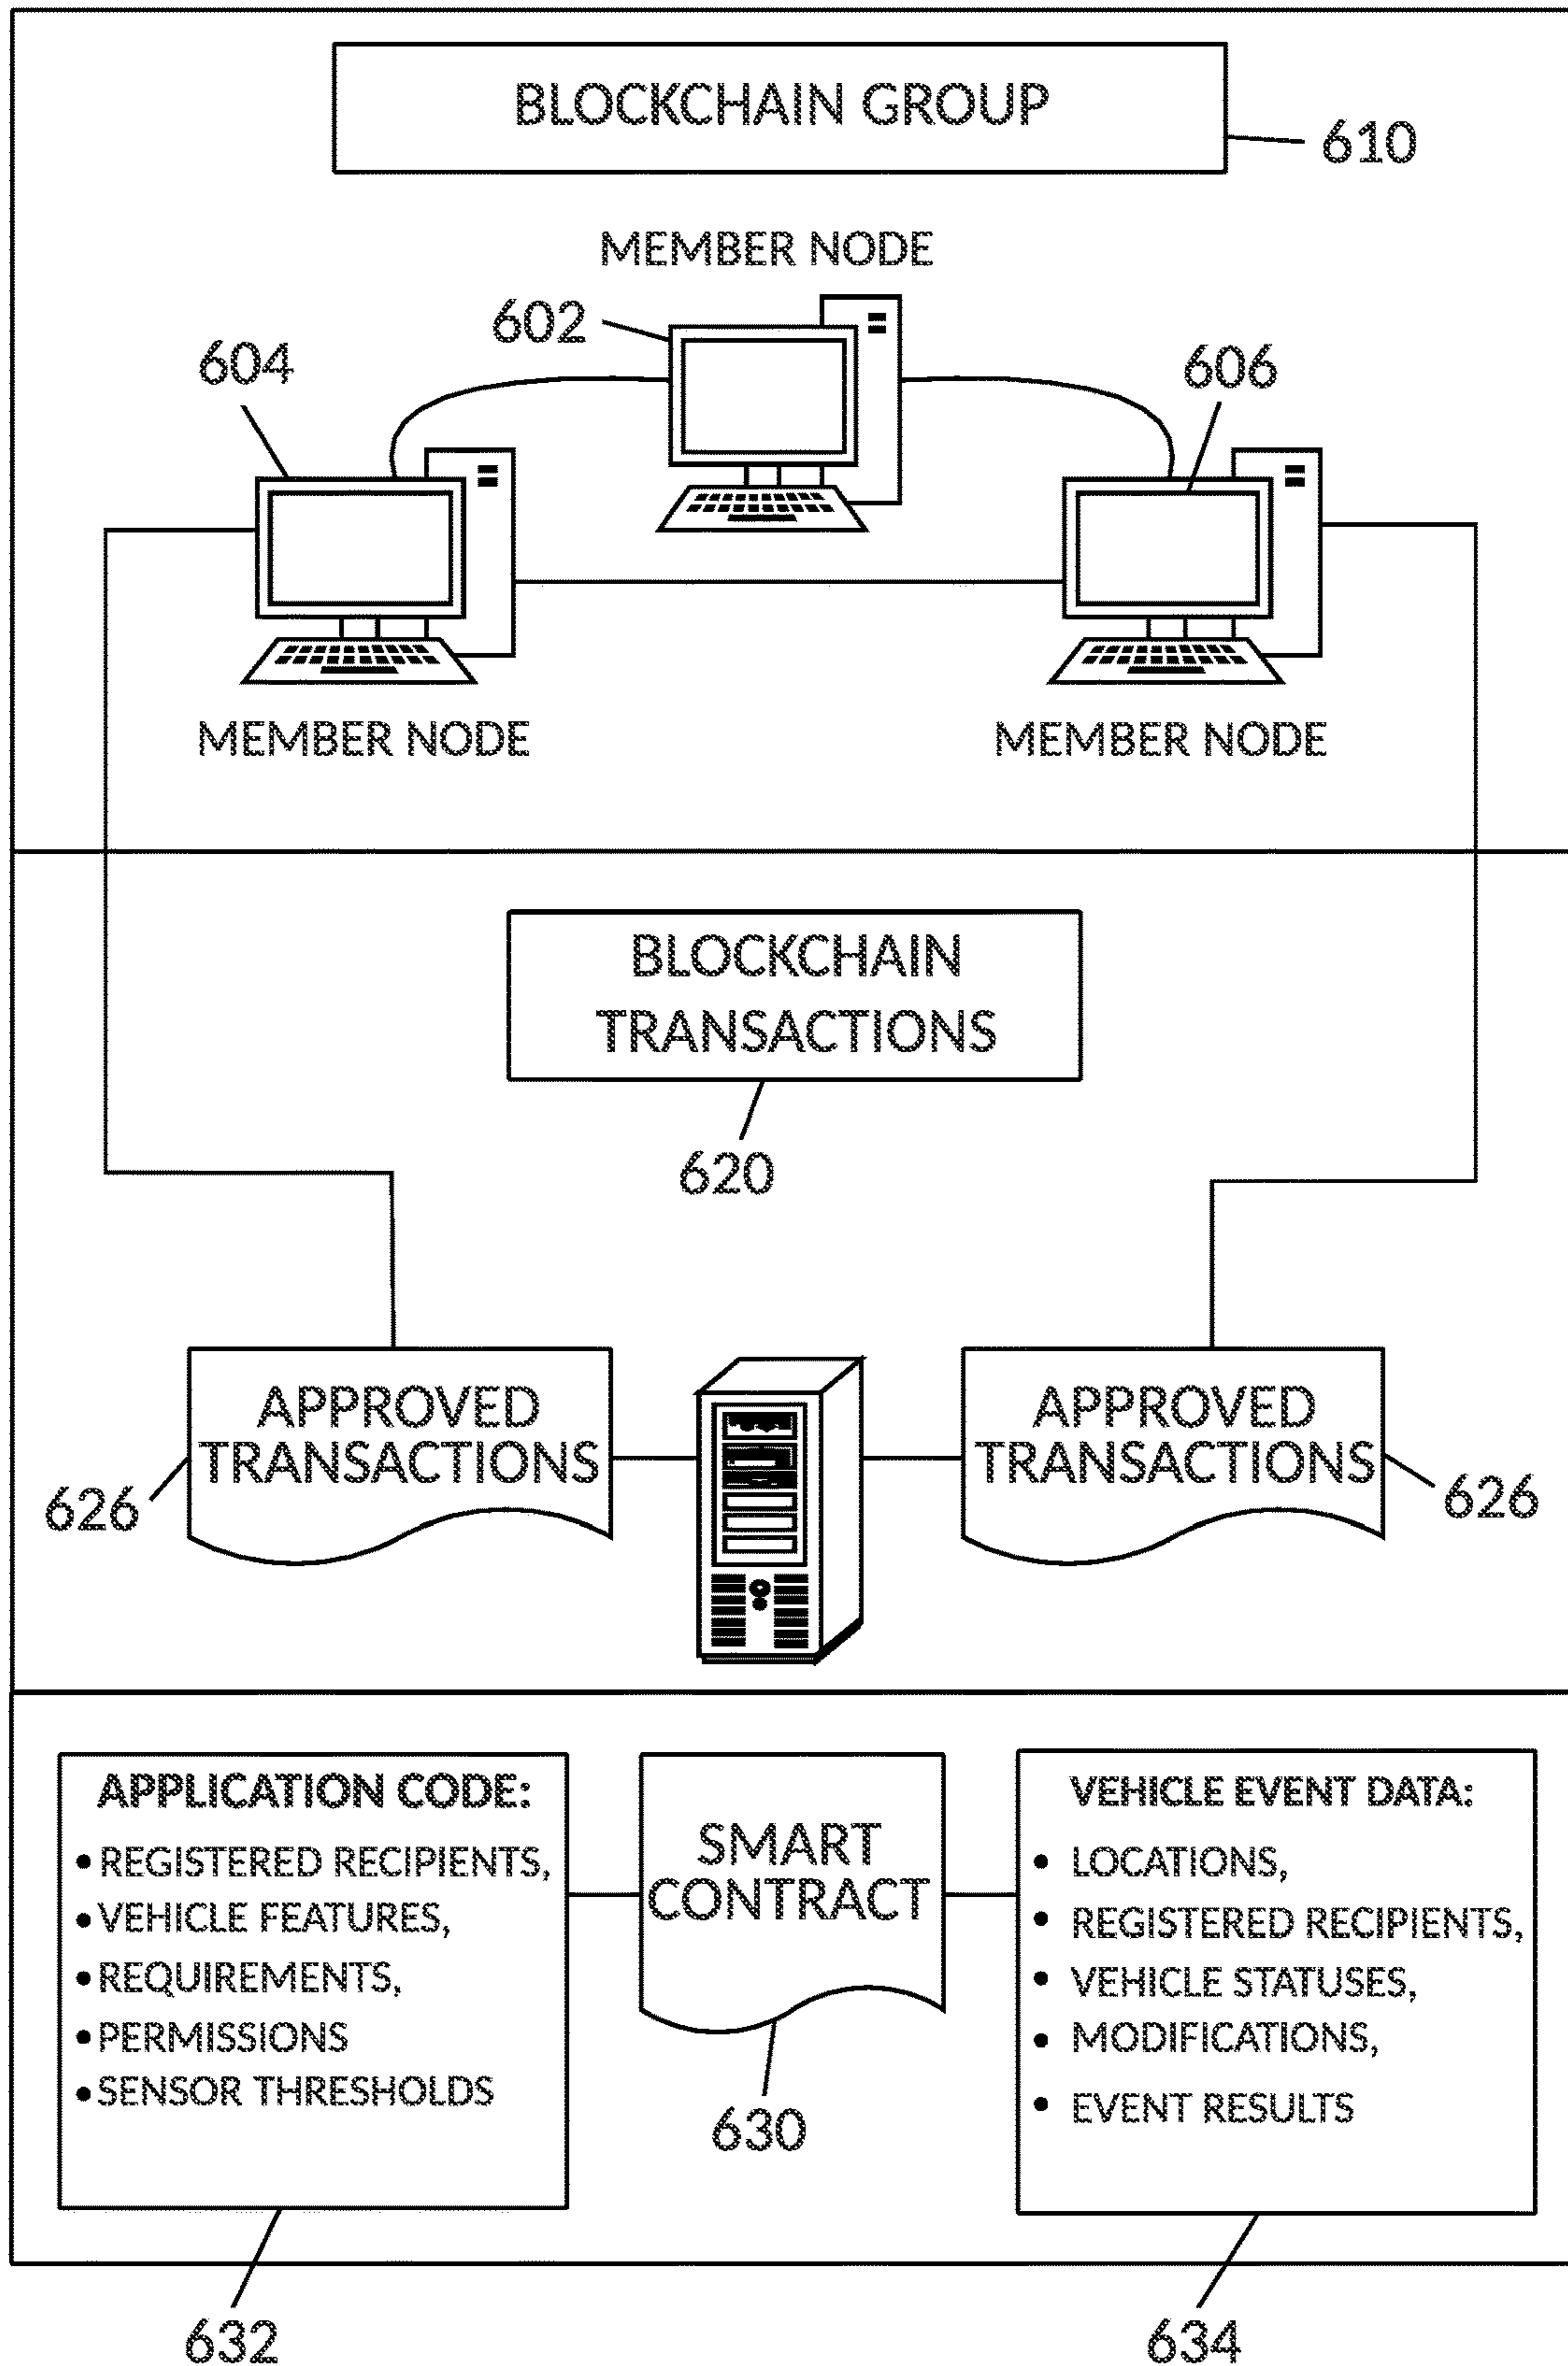 BLOCKCHAIN GROUP
610
MEMBER NODE
602
604
606
MEMBER NODE
MEMBER NODE
BLOCKCHAIN
TRANSACTIONS
620
APPROVED
TRANSACTIONS
626
APPROVED
TRANSACTIONS
626
APPLICATION CODE:
• REGISTERED RECIPIENTS,
• VEHICLE FEATURES,
• REQUIREMENTS,
• PERMISSIONS
• SENSOR THRESHOLDS
632
SMART
CONTRACT
630
VEHICLE EVENT DATA:
• LOCATIONS,
• REGISTERED RECIPIENTS,
• VEHICLE STATUSES,
• MODIFICATIONS,
• EVENT RESULTS
634